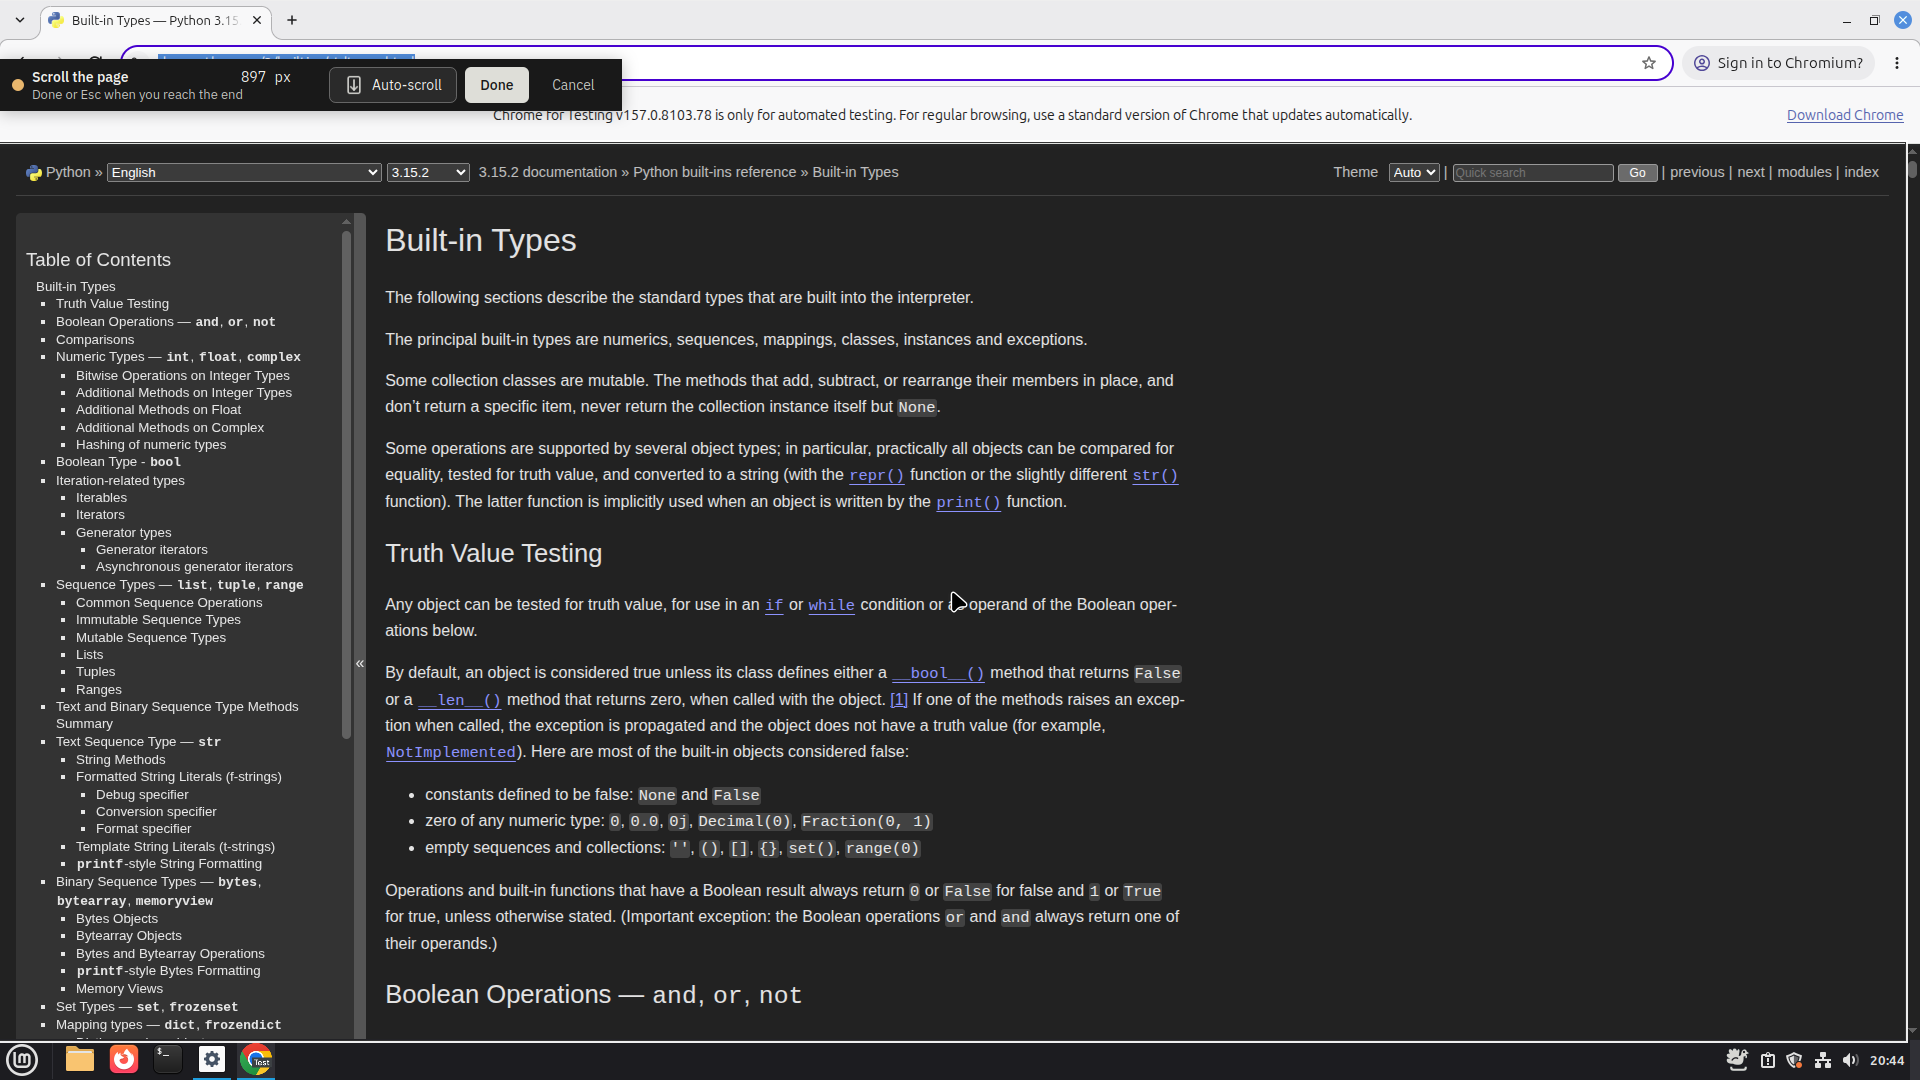 Built-in Types — Python 3.15
Sign in to Chromium?
Scroll the page
897 px
Auto-scroll
Done
Cancel
Done or Esc when you reach the end
Chrome for Testing v157.0.8103.78 is only for automated testing. For regular browsing, use a standard version of Chrome that updates automatically.
Download Chrome
Python » English 3.15.2 3.15.2 documentation » Python built-ins reference » Built-in Types
Theme Auto | Quick search Go | previous | next | modules | index
Table of Contents
Built-in Types
Truth Value Testing
Boolean Operations — and, or, not
Comparisons
Numeric Types — int, float, complex
Bitwise Operations on Integer Types
Additional Methods on Integer Types
Additional Methods on Float
Additional Methods on Complex
Hashing of numeric types
Boolean Type - bool
Iteration-related types
Iterables
Iterators
Generator types
Generator iterators
Asynchronous generator iterators
Sequence Types — list, tuple, range
Common Sequence Operations
Immutable Sequence Types
Mutable Sequence Types
Lists
Tuples
Ranges
Text and Binary Sequence Type Methods
Summary
Text Sequence Type — str
String Methods
Formatted String Literals (f-strings)
Debug specifier
Conversion specifier
Format specifier
Template String Literals (t-strings)
printf-style String Formatting
Binary Sequence Types — bytes,
bytearray, memoryview
Bytes Objects
Bytearray Objects
Bytes and Bytearray Operations
printf-style Bytes Formatting
Memory Views
Set Types — set, frozenset
Mapping types — dict, frozendict
«
Built-in Types
The following sections describe the standard types that are built into the interpreter.
The principal built-in types are numerics, sequences, mappings, classes, instances and exceptions.
Some collection classes are mutable. The methods that add, subtract, or rearrange their members in place, and
don’t return a specific item, never return the collection instance itself but None.
Some operations are supported by several object types; in particular, practically all objects can be compared for
equality, tested for truth value, and converted to a string (with the repr() function or the slightly different str()
function). The latter function is implicitly used when an object is written by the print() function.
Truth Value Testing
Any object can be tested for truth value, for use in an if or while condition or as operand of the Boolean oper-
ations below.
By default, an object is considered true unless its class defines either a __bool__() method that returns False
or a __len__() method that returns zero, when called with the object. [1] If one of the methods raises an excep-
tion when called, the exception is propagated and the object does not have a truth value (for example,
NotImplemented). Here are most of the built-in objects considered false:
• constants defined to be false: None and False
• zero of any numeric type: 0, 0.0, 0j, Decimal(0), Fraction(0, 1)
• empty sequences and collections: '', (), [], {}, set(), range(0)
Operations and built-in functions that have a Boolean result always return 0 or False for false and 1 or True
for true, unless otherwise stated. (Important exception: the Boolean operations or and and always return one of
their operands.)
Boolean Operations — and, or, not
Test
20:44